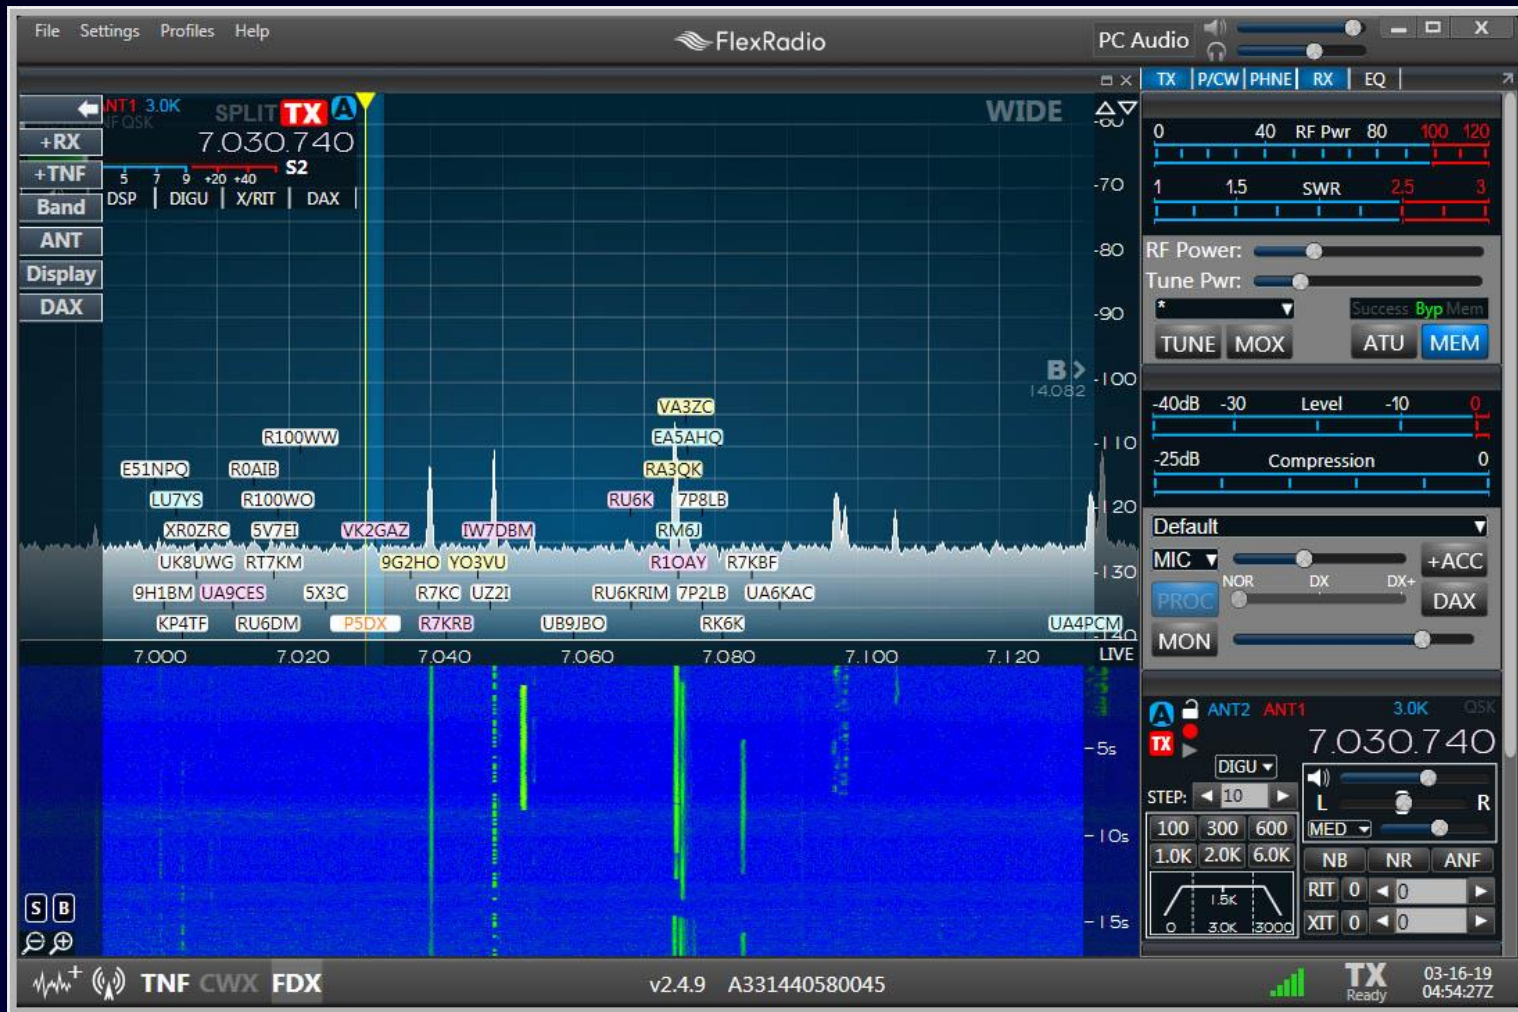 File Settings Profiles Help
FlexRadio
PC Audio
X
ANT1 3.0K SPLIT TX A
QSK
WIDE
7.030.740
S2
5 7 9 +20 +40
DSP DIGU X/RIT DAX
+RX
+TNF
Band
ANT
Display
DAX
-60
-70
-80
-90
-100
-110
-120
-130
-140
B >
14.082
VA3ZC
R100WW EA5AHQ
E51NPQ R0AIB RA3QK
LU7YS R100WO RU6K 7P8LB
XR0ZRC 5V7EI VK2GAZ IW7DBM RM6J
UK8UWG RT7KM 9G2HO YO3VU R1OAY R7KBF
9H1BM UA9CES 5X3C R7KC UZ2I RU6KRIM 7P2LB UA6KAC
KP4TF RU6DM P5DX R7KRB UB9JBO RK6K UA4PCM
7.000 7.020 7.040 7.060 7.080 7.100 7.120 LIVE
-5s
-10s
-15s
S B
TX P/CW PHNE RX EQ
0 40 RF Pwr 80 100 120
1 1.5 SWR 2.5 3
RF Power:
Tune Pwr:
*
Success Byp Mem
TUNE MOX ATU MEM
-40dB -30 Level -10 0
-25dB Compression 0
Default
MIC +ACC
NOR DX DX+
PROC DAX
MON
A ANT2 ANT1 3.0K QSK
TX 7.030.740
DIGU
STEP: 10 L R
100 300 600 MED
1.0K 2.0K 6.0K NB NR ANF
RIT 0 0
1.5K
XIT 0 0
0 3.0K 3000
TNF CWX FDX
v2.4.9 A331440580045
TX
Ready
03-16-19
04:54:27Z